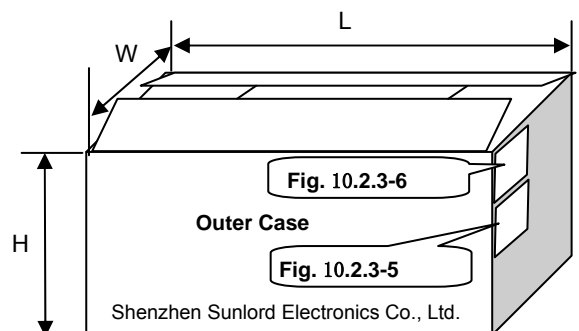 L
W
Fig. 10.2.3-6
H
Outer Case
Fig. 10.2.3-5
Shenzhen Sunlord Electronics Co., Ltd.